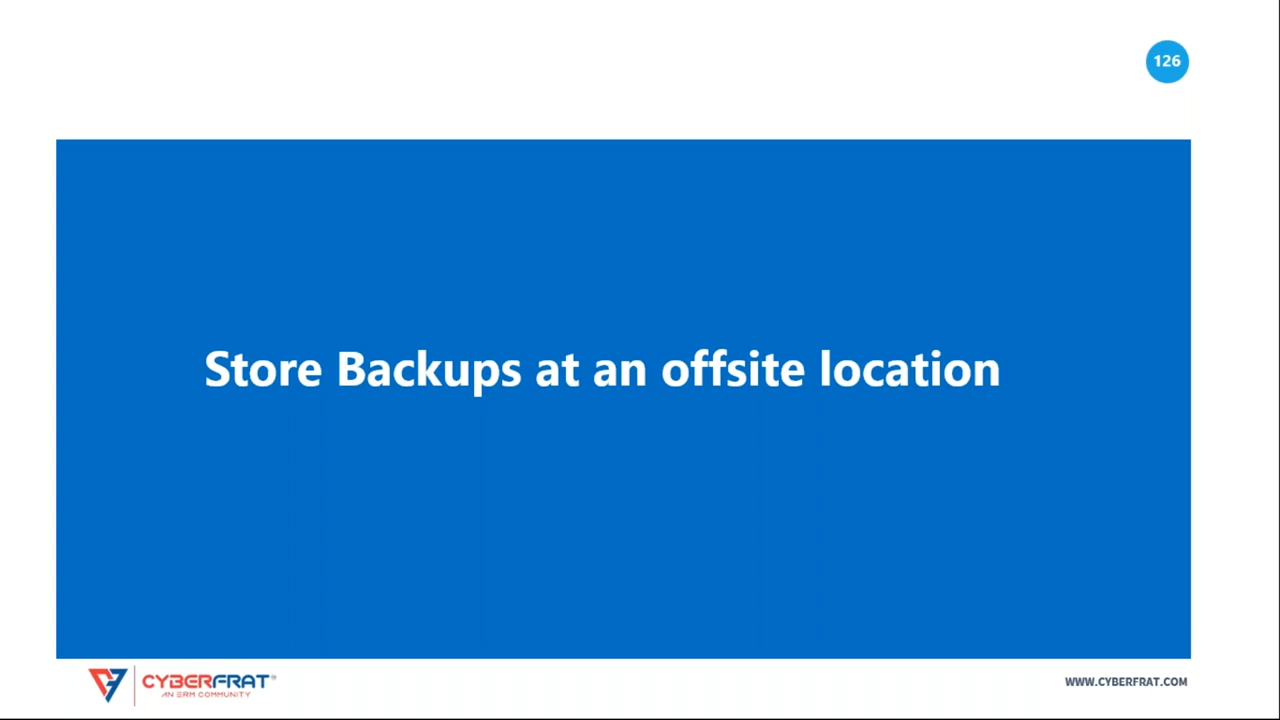 126
Store Backups at an offsite location
CYBERFRAT®
AN ERM COMMUNITY
WWW.CYBERFRAT.COM